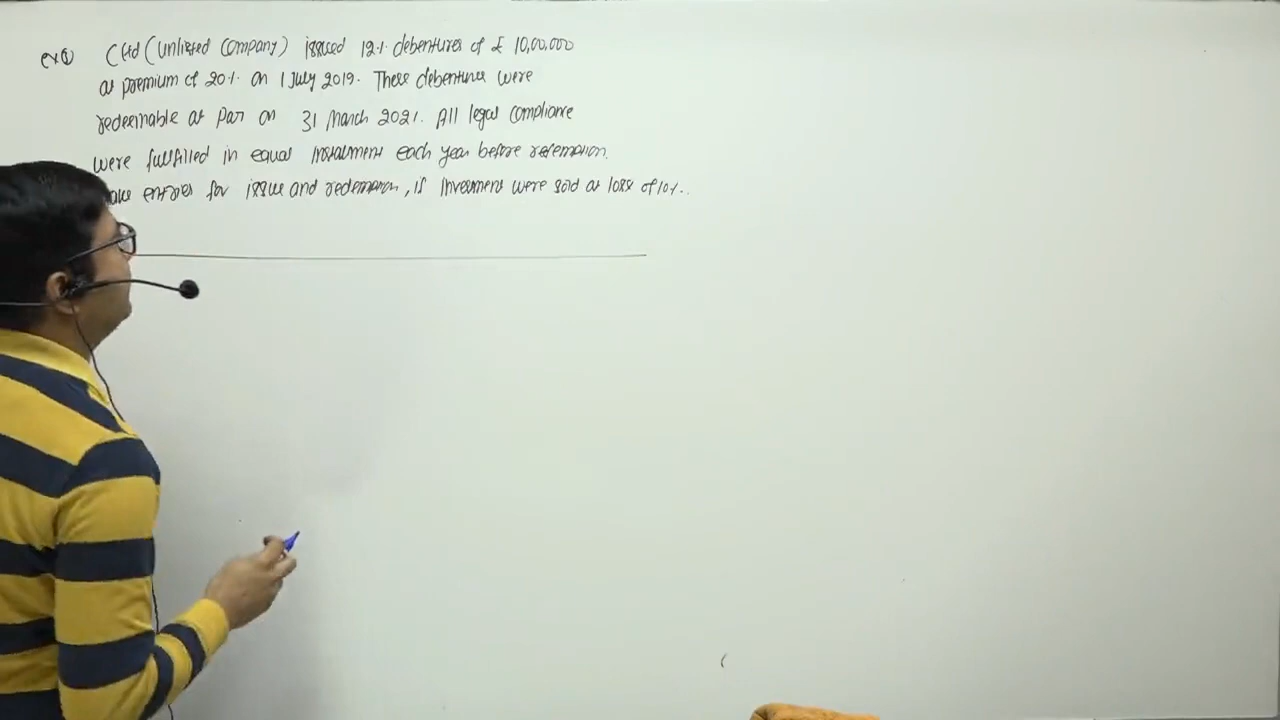 C Ltd (unlisted company) issued 12% debentures of ₹ 10,00,000
at premium of 20% on 1 July 2019. These debentures were
redeemable at par on 31 March 2021. All legal compliance
were fulfilled in equal instalment each year before redemption.
entries for issue and redemption, if investment were sold at loss of 10%.